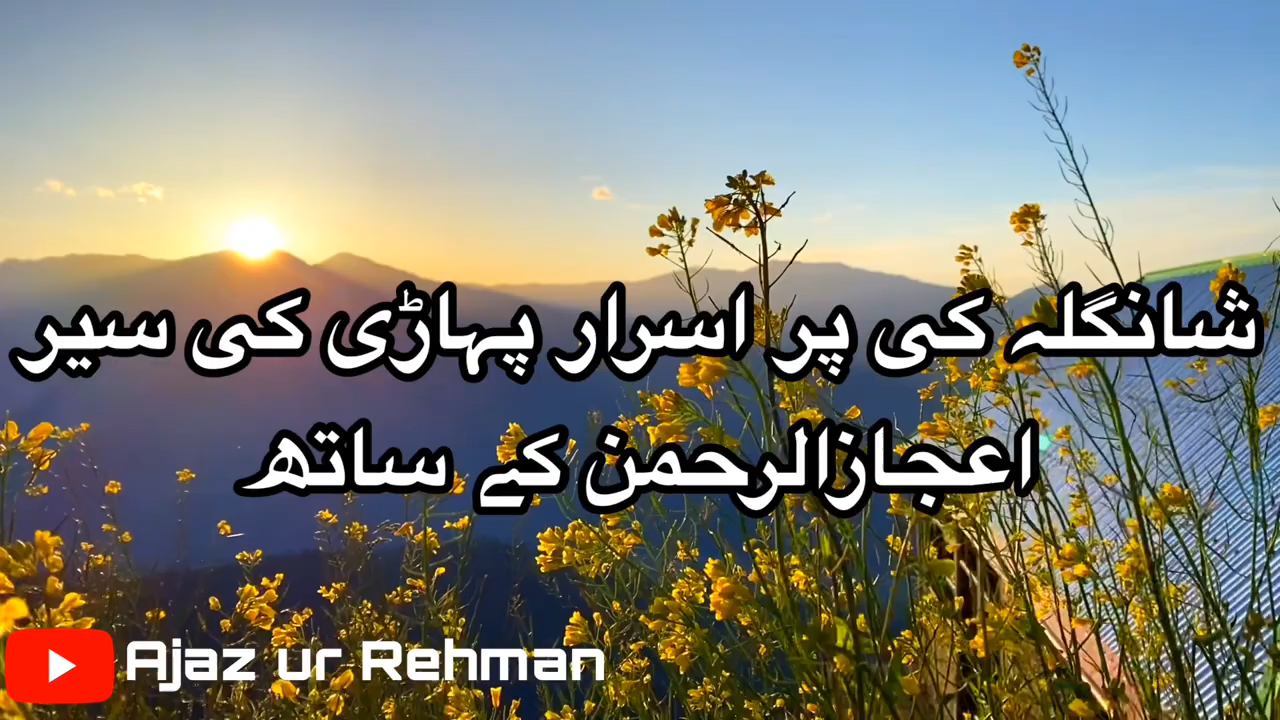 شانگلہ کی پر اسرار پہاڑی کی سیر
اعجازالرحمن کے ساتھ
Ajaz ur Rehman